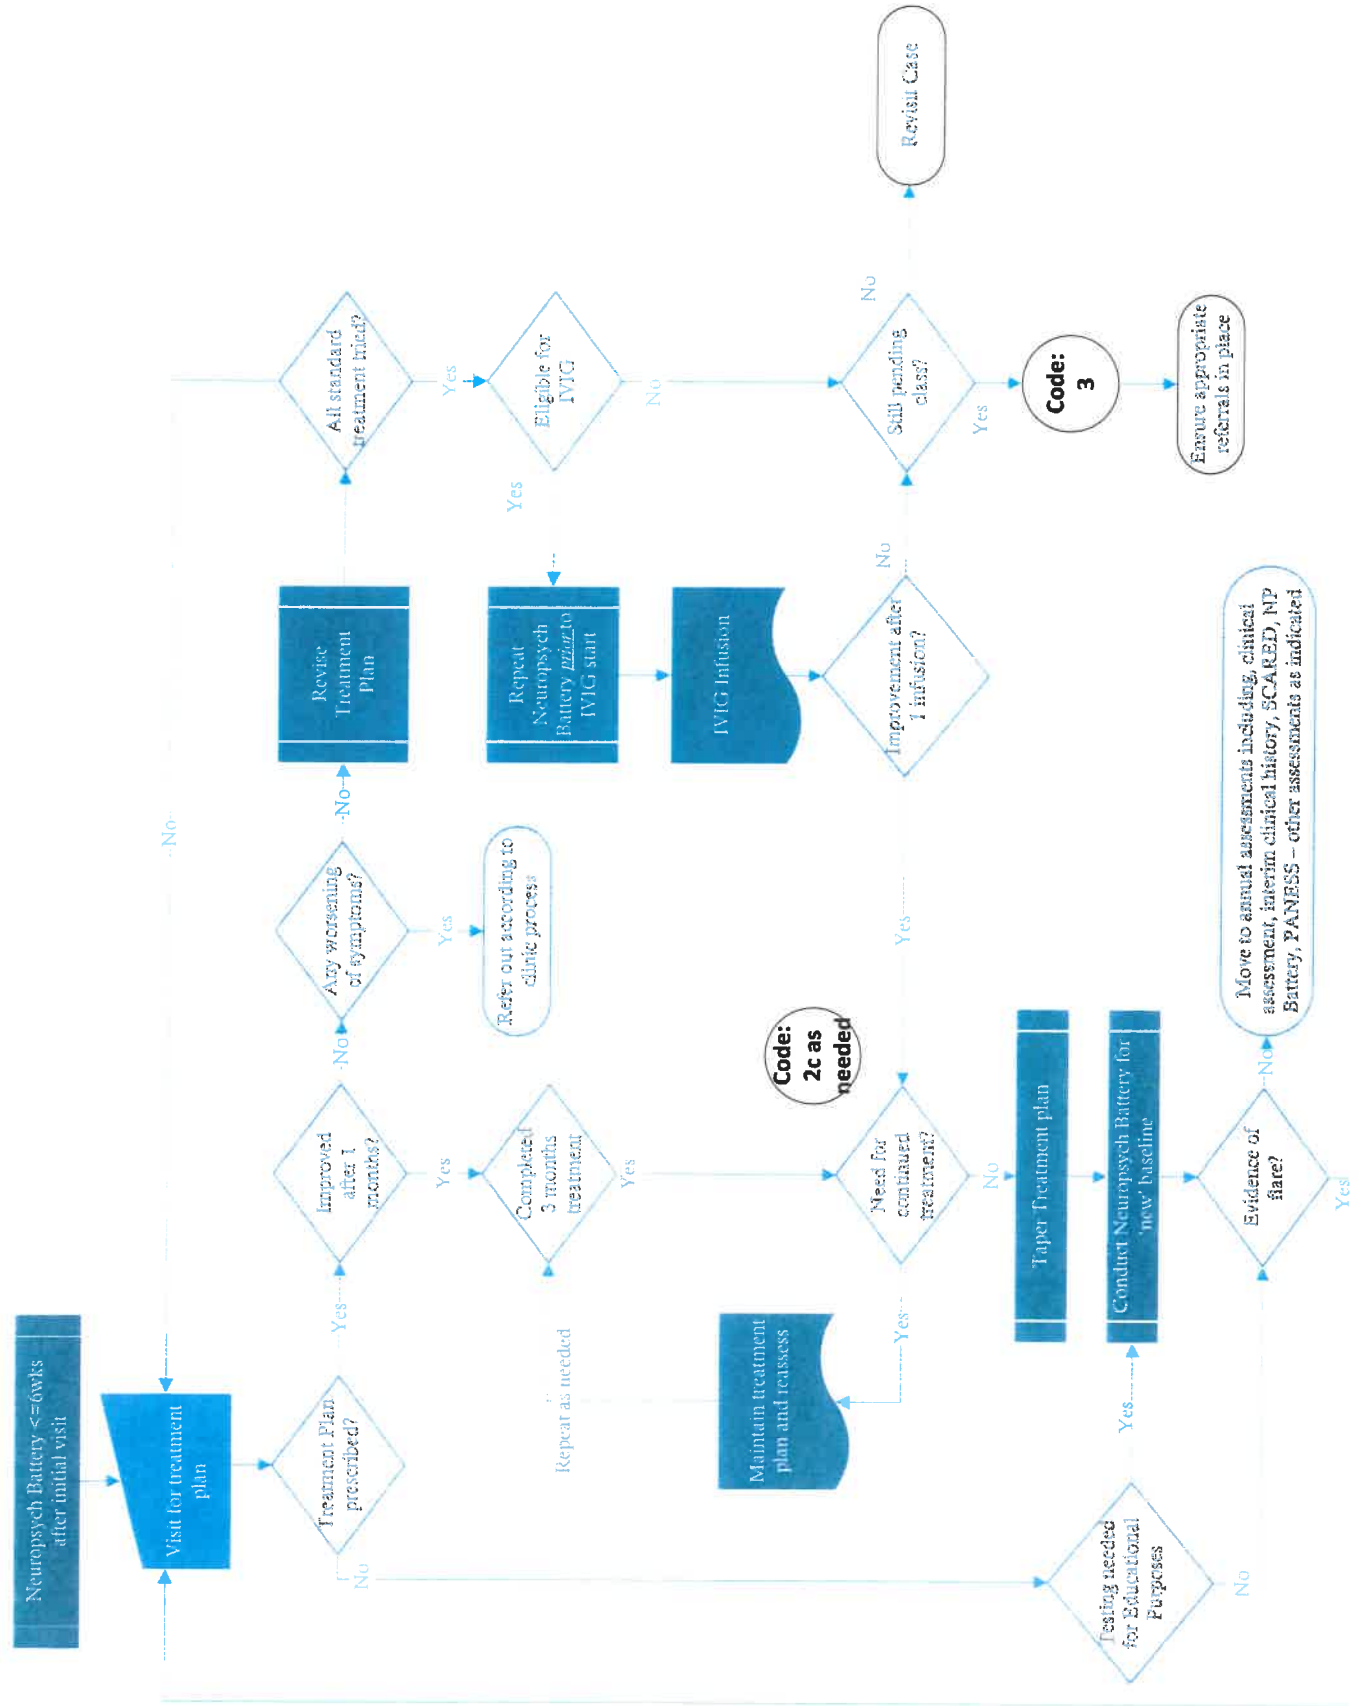 Neuropsych Battery <=6wks
after initial visit
Visit for treatment
plan
No
Treatment Plan
prescribed?
Yes
No
Improved
after 1
months?
No
Yes
Any worsening
of symptoms?
No
Yes
Refer out according to
clinic process
Revise
Treatment
Plan
All standard
treatment tried?
Yes
Completed
3 months
treatment
Yes
Repeat as needed
Eligible for
IVIG
Yes
No
Repeat
Neuropsych
Battery prior to
IVIG start
IVIG Infusion
Improvement after
1 infusion?
No
Yes
Still pending
class?
No
Yes
Revisit Case
Code:
3
Ensure appropriate
referrals in place
Code:
2c as
needed
Need for
continued
treatment?
Yes
No
Maintain treatment
plan and reassess
Taper Treatment plan
Testing needed
for Educational
Purposes
Yes
No
Conduct Neuropsych Battery for
'new' baseline
Evidence of
flare?
No
Yes
Move to annual assessments including, clinical
assessment, interim clinical history, SCARED, NP
Battery, PANESS – other assessments as indicated